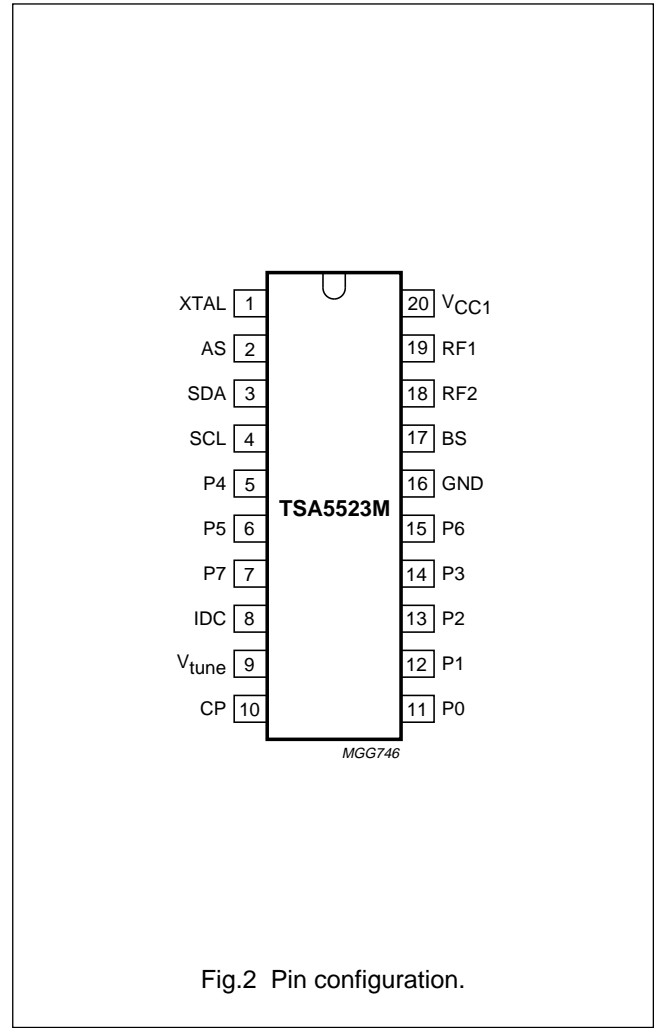 XTAL 1 20 VCC1
AS 2 19 RF1
SDA 3 18 RF2
SCL 4 17 BS
P4 5 16 GND
TSA5523M
P5 6 15 P6
P7 7 14 P3
IDC 8 13 P2
Vtune 9 12 P1
CP 10 11 P0
MGG746
Fig.2 Pin configuration.